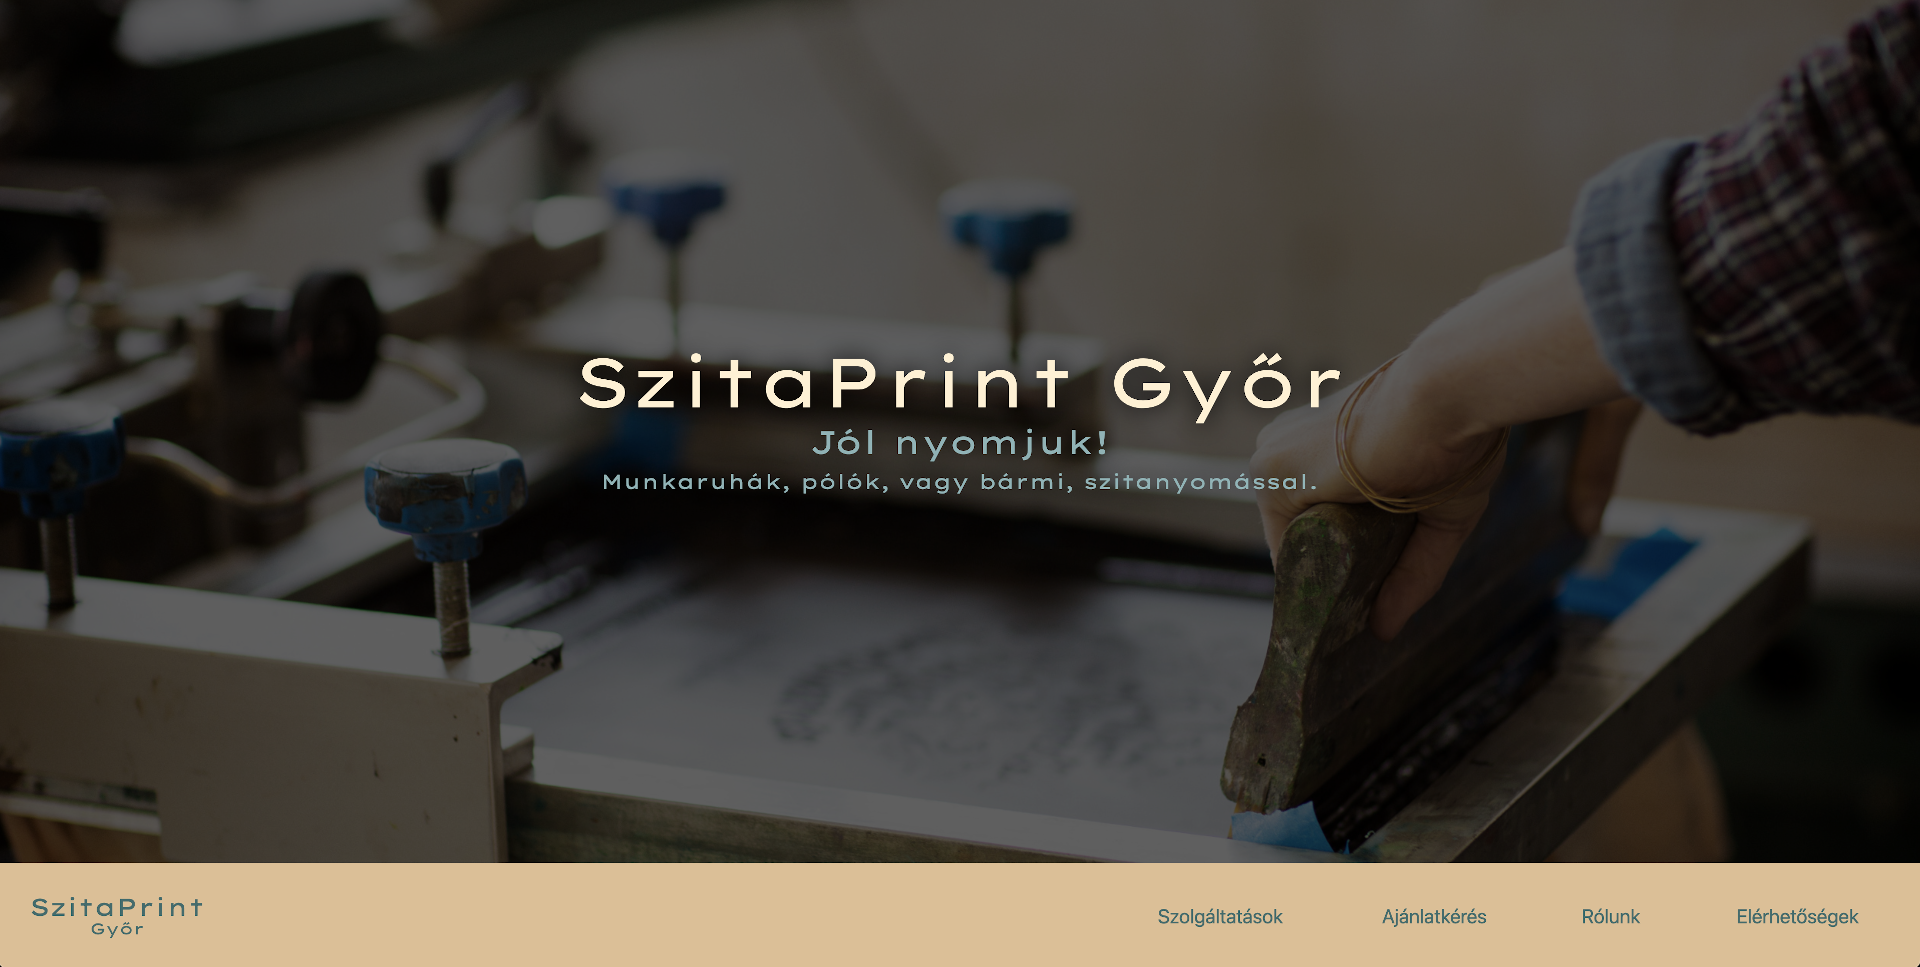 SzitaPrint Győr
Jól nyomjuk!
Munkaruhák, pólók, vagy bármi, szitanyomással.
SzitaPrint
Győr
Szolgáltatások
Ajánlatkérés
Rólunk
Elérhetőségek